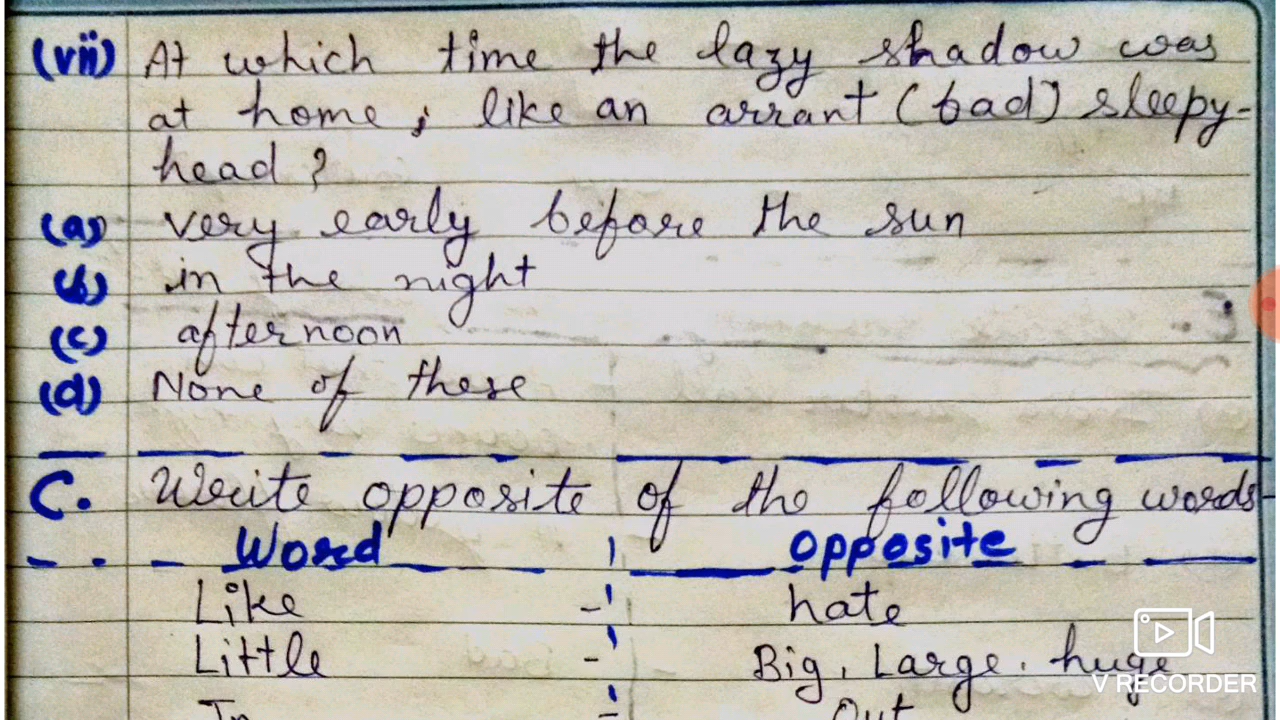 (vii) At which time the lazy shadow was
at home, like an arrant (bad) sleepy-
head ?
(a) very early before the sun
(b) in the night
(c) afternoon
(d) None of these
C. Write opposite of the following words-
Word opposite
Like - hate
Little - Big, Large, huge
In - Out
V RECORDER